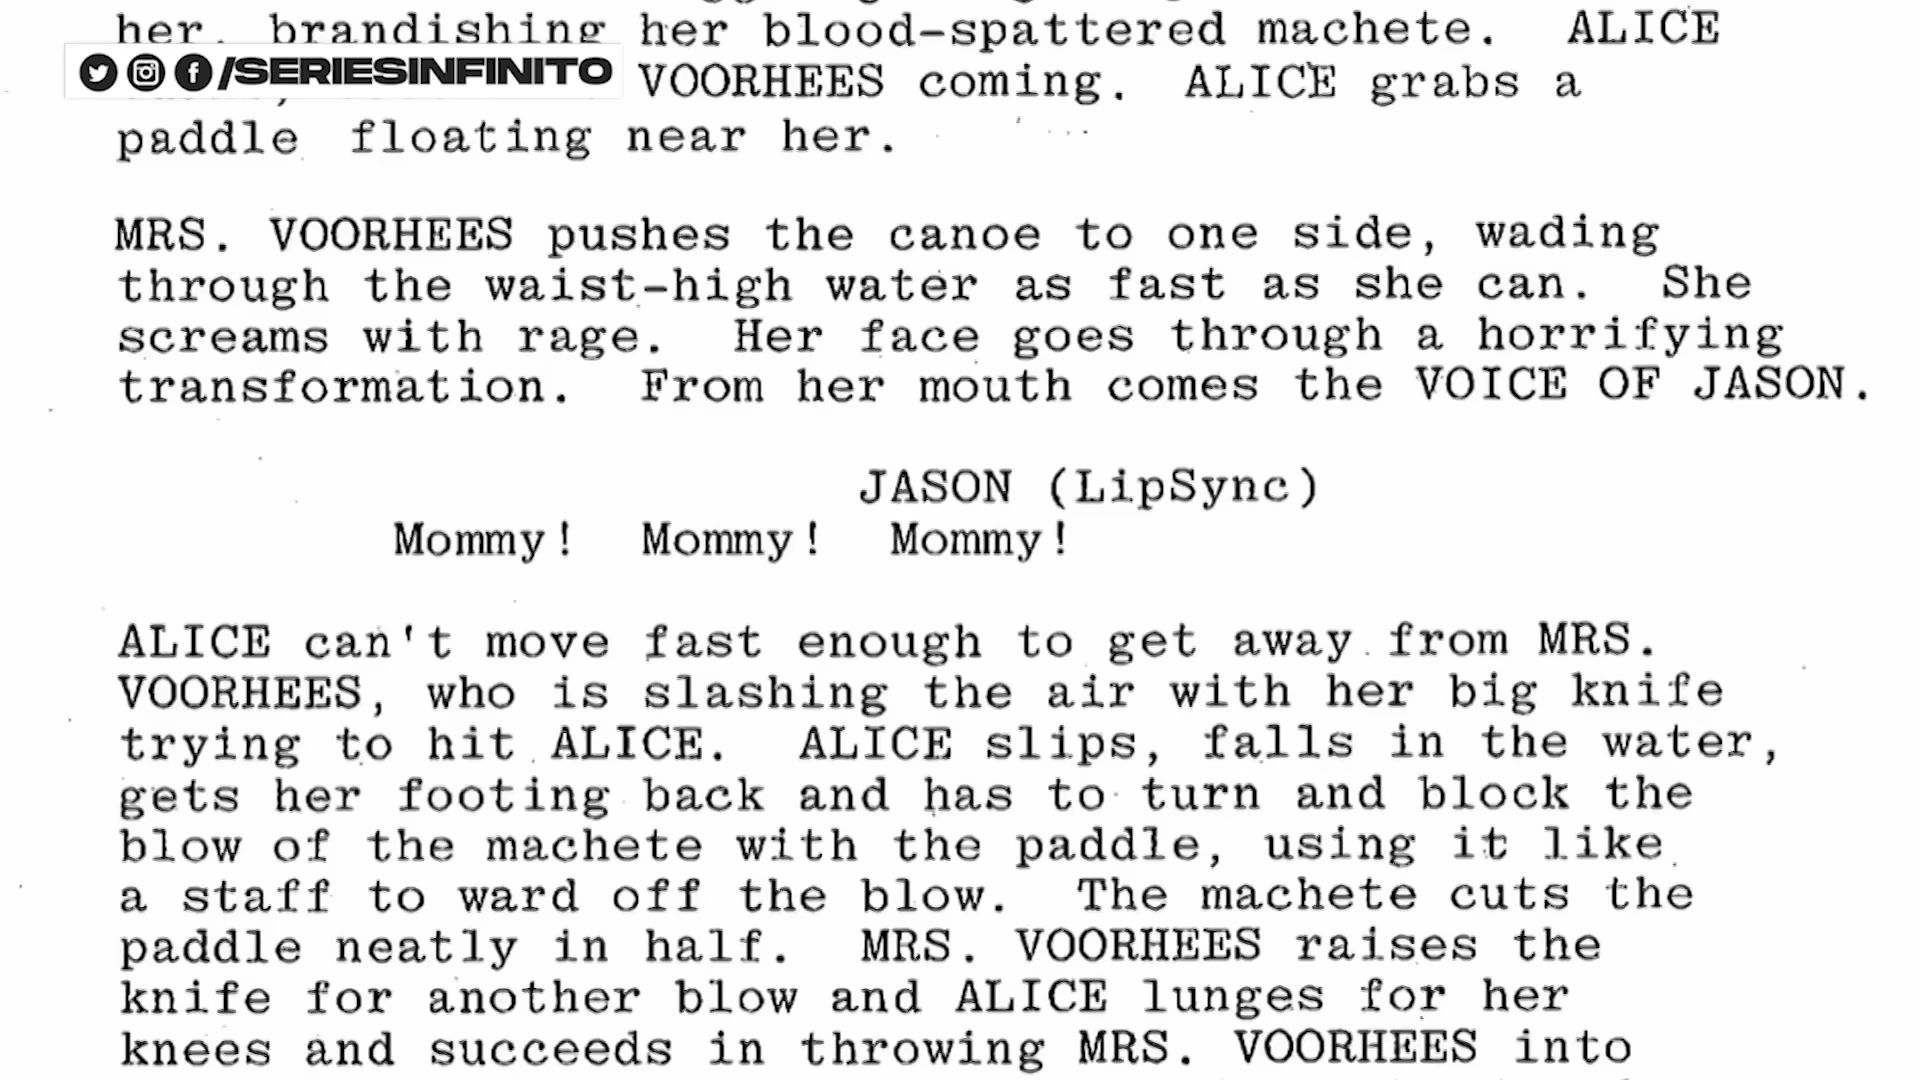 her, brandishing her blood-spattered machete.  ALICE
/SERIESINFINITO
VOORHEES coming.  ALICE grabs a
paddle floating near her.
MRS. VOORHEES pushes the canoe to one side, wading
through the waist-high water as fast as she can.  She
screams with rage.  Her face goes through a horrifying
transformation.  From her mouth comes the VOICE OF JASON.
JASON (LipSync)
Mommy!  Mommy!  Mommy!
ALICE can't move fast enough to get away from MRS.
VOORHEES, who is slashing the air with her big knife
trying to hit ALICE.  ALICE slips, falls in the water,
gets her footing back and has to turn and block the
blow of the machete with the paddle, using it like
a staff to ward off the blow.  The machete cuts the
paddle neatly in half.  MRS. VOORHEES raises the
knife for another blow and ALICE lunges for her
knees and succeeds in throwing MRS. VOORHEES into